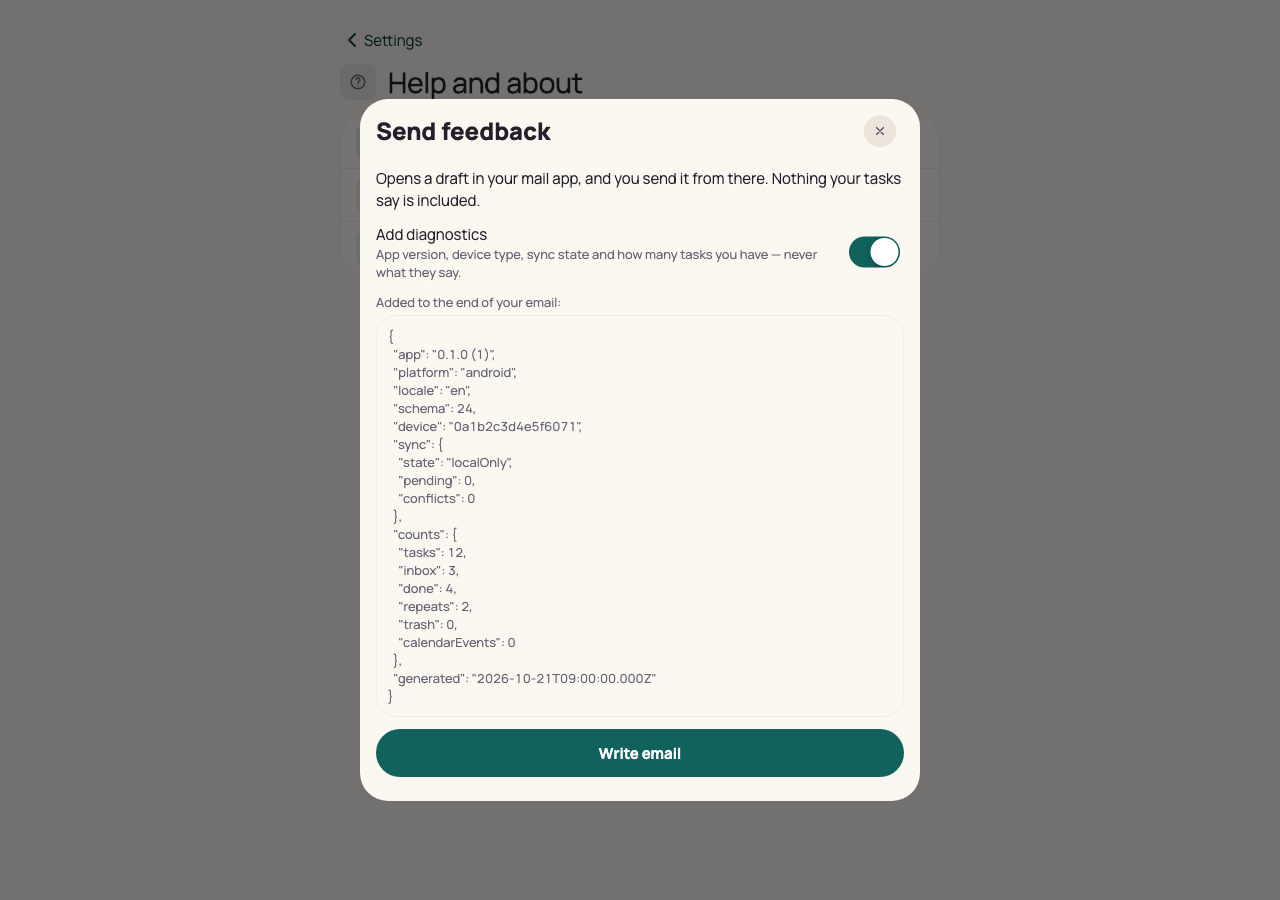 Settings
Help and about
Send feedback
Opens a draft in your mail app, and you send it from there. Nothing your tasks
say is included.
Add diagnostics
App version, device type, sync state and how many tasks you have — never
what they say.
Added to the end of your email:
{
"app": "0.1.0 (1)",
"platform": "android",
"locale": "en",
"schema": 24,
"device": "0a1b2c3d4e5f6071",
"sync": {
"state": "localOnly",
"pending": 0,
"conflicts": 0
},
"counts": {
"tasks": 12,
"inbox": 3,
"done": 4,
"repeats": 2,
"trash": 0,
"calendarEvents": 0
},
"generated": "2026-10-21T09:00:00.000Z"
}
Write email